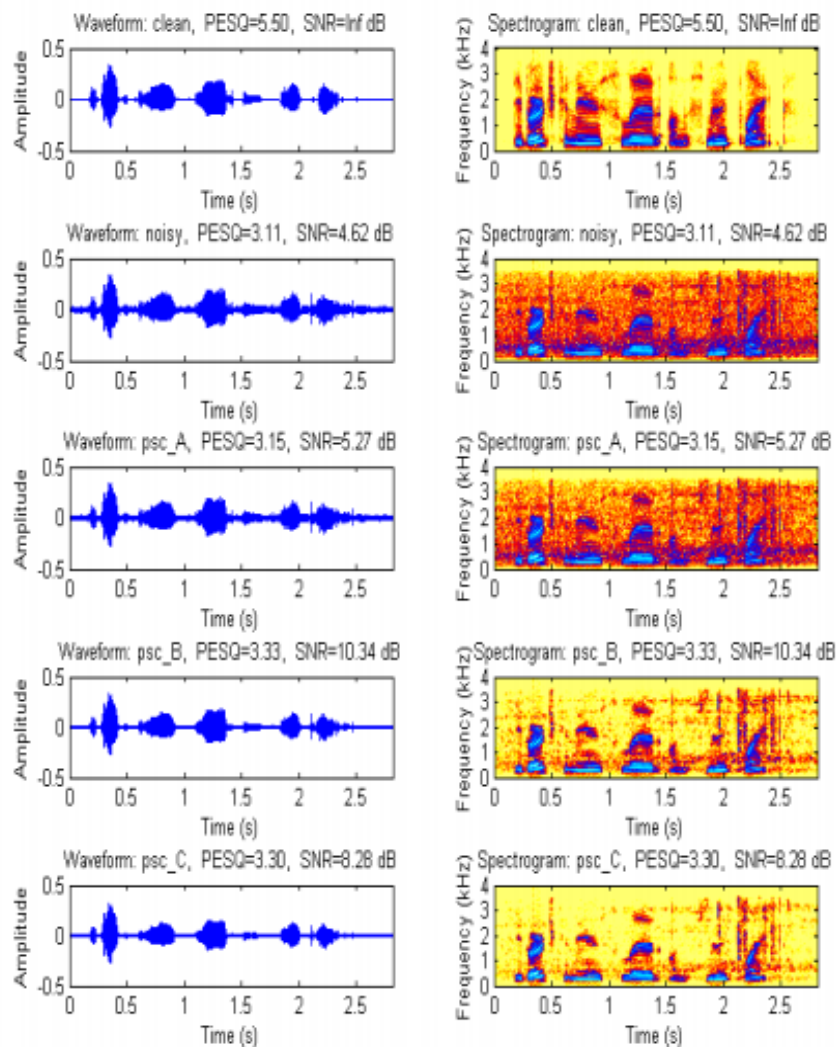 Waveform: clean, PESQ=5.50, SNR=Inf dB
0.5
0
-0.5
Amplitude
0 0.5 1 1.5 2 2.5
Time (s)
Spectrogram: clean, PESQ=5.50, SNR=Inf dB
4
3
2
1
0
Frequency (kHz)
0 0.5 1 1.5 2 2.5
Time (s)
Waveform: noisy, PESQ=3.11, SNR=4.62 dB
0.5
0
-0.5
Amplitude
0 0.5 1 1.5 2 2.5
Time (s)
Spectrogram: noisy, PESQ=3.11, SNR=4.62 dB
4
3
2
1
0
Frequency (kHz)
0 0.5 1 1.5 2 2.5
Time (s)
Waveform: psc_A, PESQ=3.15, SNR=5.27 dB
0.5
0
-0.5
Amplitude
0 0.5 1 1.5 2 2.5
Time (s)
Spectrogram: psc_A, PESQ=3.15, SNR=5.27 dB
4
3
2
1
0
Frequency (kHz)
0 0.5 1 1.5 2 2.5
Time (s)
Waveform: psc_B, PESQ=3.33, SNR=10.34 dB
0.5
0
-0.5
Amplitude
0 0.5 1 1.5 2 2.5
Time (s)
Spectrogram: psc_B, PESQ=3.33, SNR=10.34 dB
4
3
2
1
0
Frequency (kHz)
0 0.5 1 1.5 2 2.5
Time (s)
Waveform: psc_C, PESQ=3.30, SNR=8.28 dB
0.5
0
-0.5
Amplitude
0 0.5 1 1.5 2 2.5
Time (s)
Spectrogram: psc_C, PESQ=3.30, SNR=8.28 dB
4
3
2
1
0
Frequency (kHz)
0 0.5 1 1.5 2 2.5
Time (s)